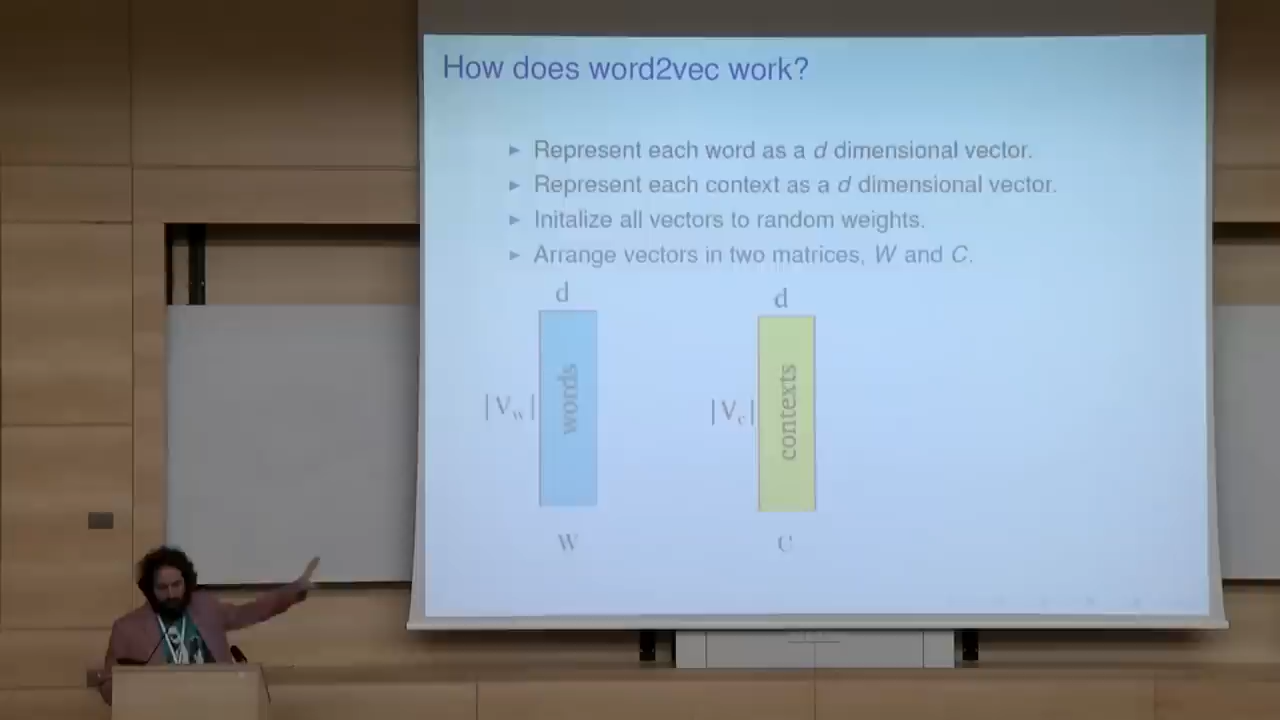 How does word2vec work?
► Represent each word as a d dimensional vector.
► Represent each context as a d dimensional vector.
► Initalize all vectors to random weights.
► Arrange vectors in two matrices, W and C.
d
d
|Vw|
words
|Vc|
contexts
W
C